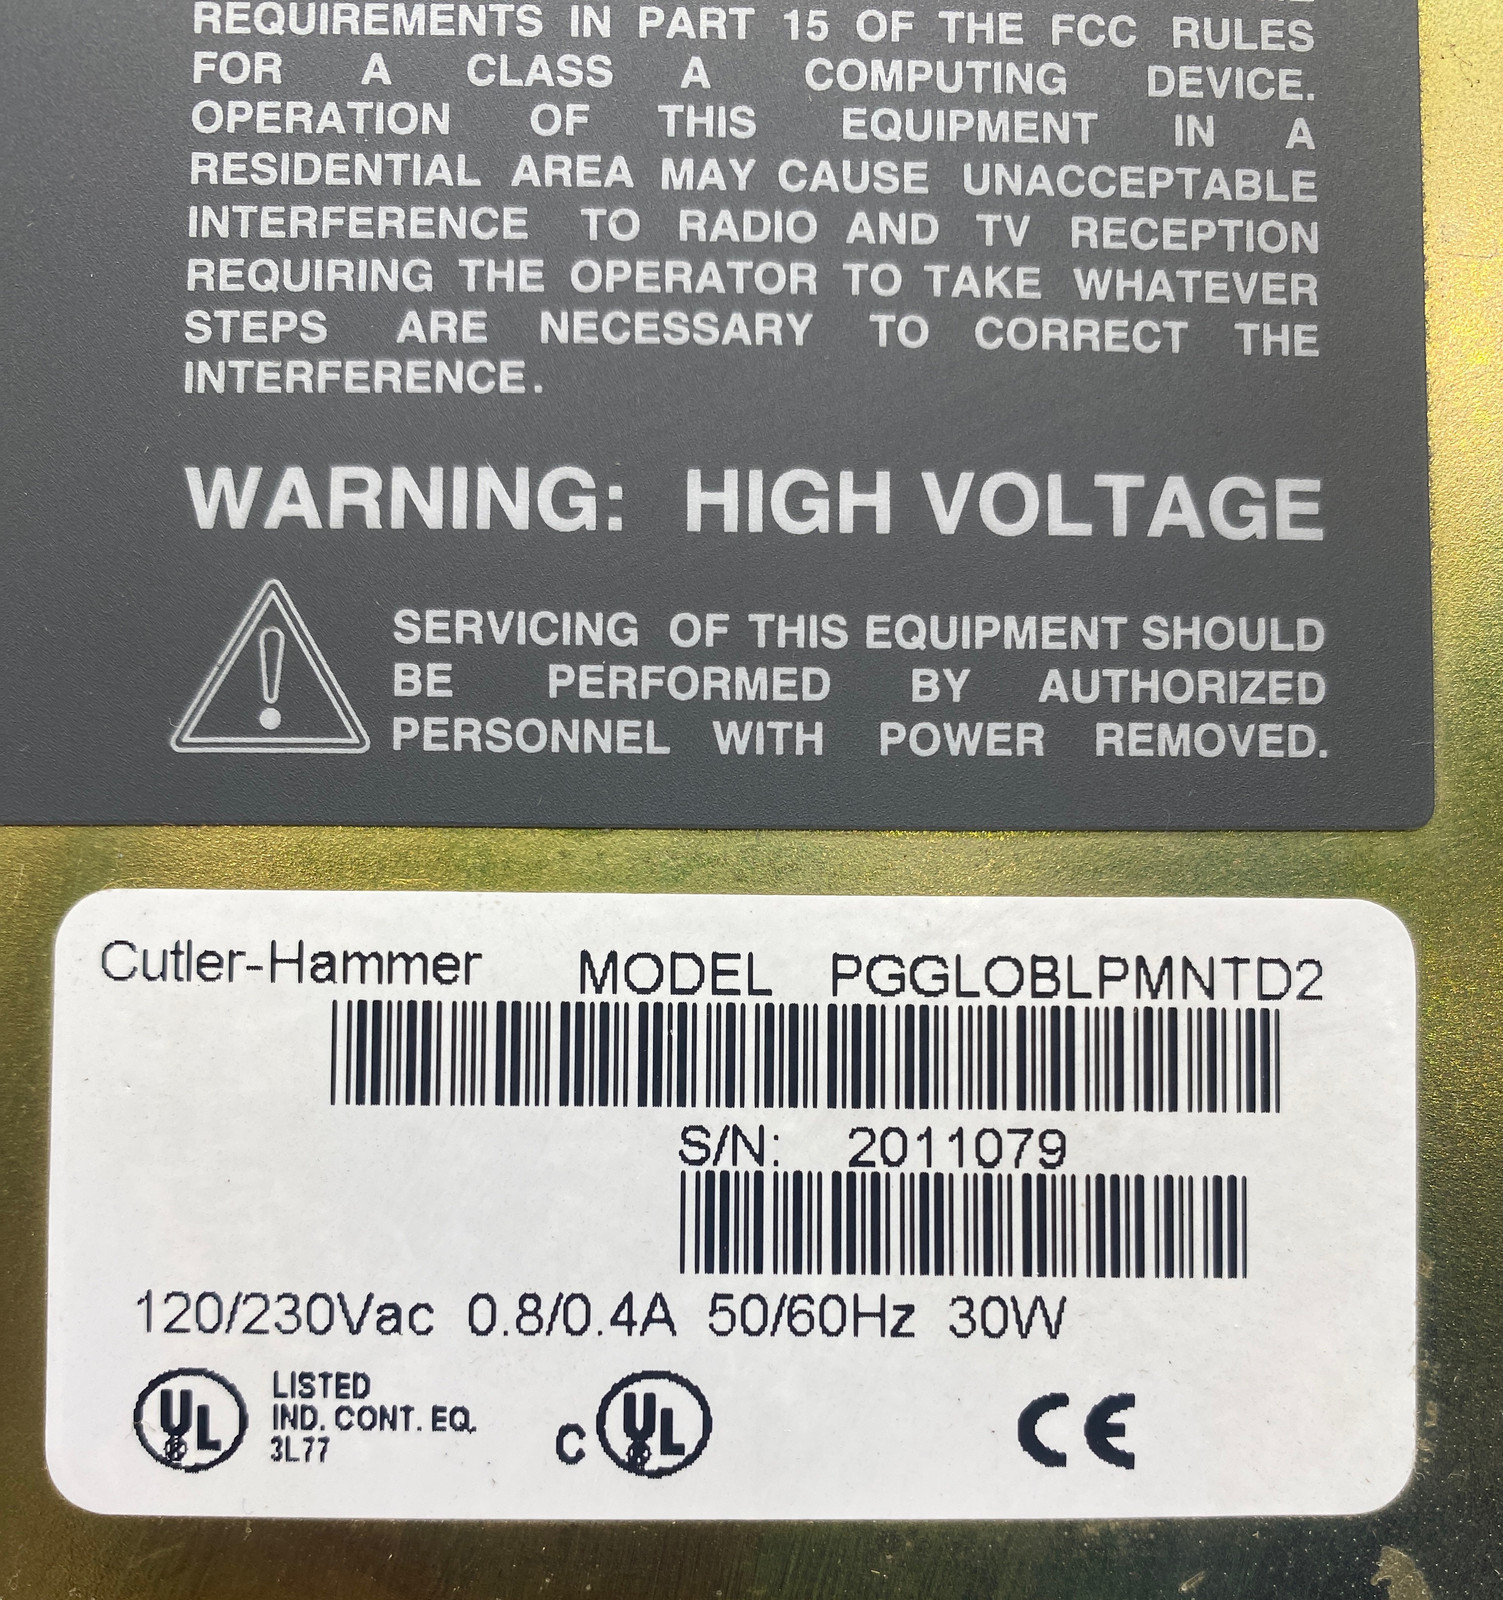 REQUIREMENTS IN PART 15 OF THE FCC RULES
FOR A CLASS A COMPUTING DEVICE.
OPERATION OF THIS EQUIPMENT IN A
RESIDENTIAL AREA MAY CAUSE UNACCEPTABLE
INTERFERENCE TO RADIO AND TV RECEPTION
REQUIRING THE OPERATOR TO TAKE WHATEVER
STEPS ARE NECESSARY TO CORRECT THE
INTERFERENCE.
WARNING: HIGH VOLTAGE
SERVICING OF THIS EQUIPMENT SHOULD
BE PERFORMED BY AUTHORIZED
PERSONNEL WITH POWER REMOVED.
Cutler-Hammer MODEL PGGLOBLPMNTD2
S/N: 2011079
120/230Vac 0.8/0.4A 50/60Hz 30W
UL LISTED
IND. CONT. EQ.
3L77
C UL ® CE